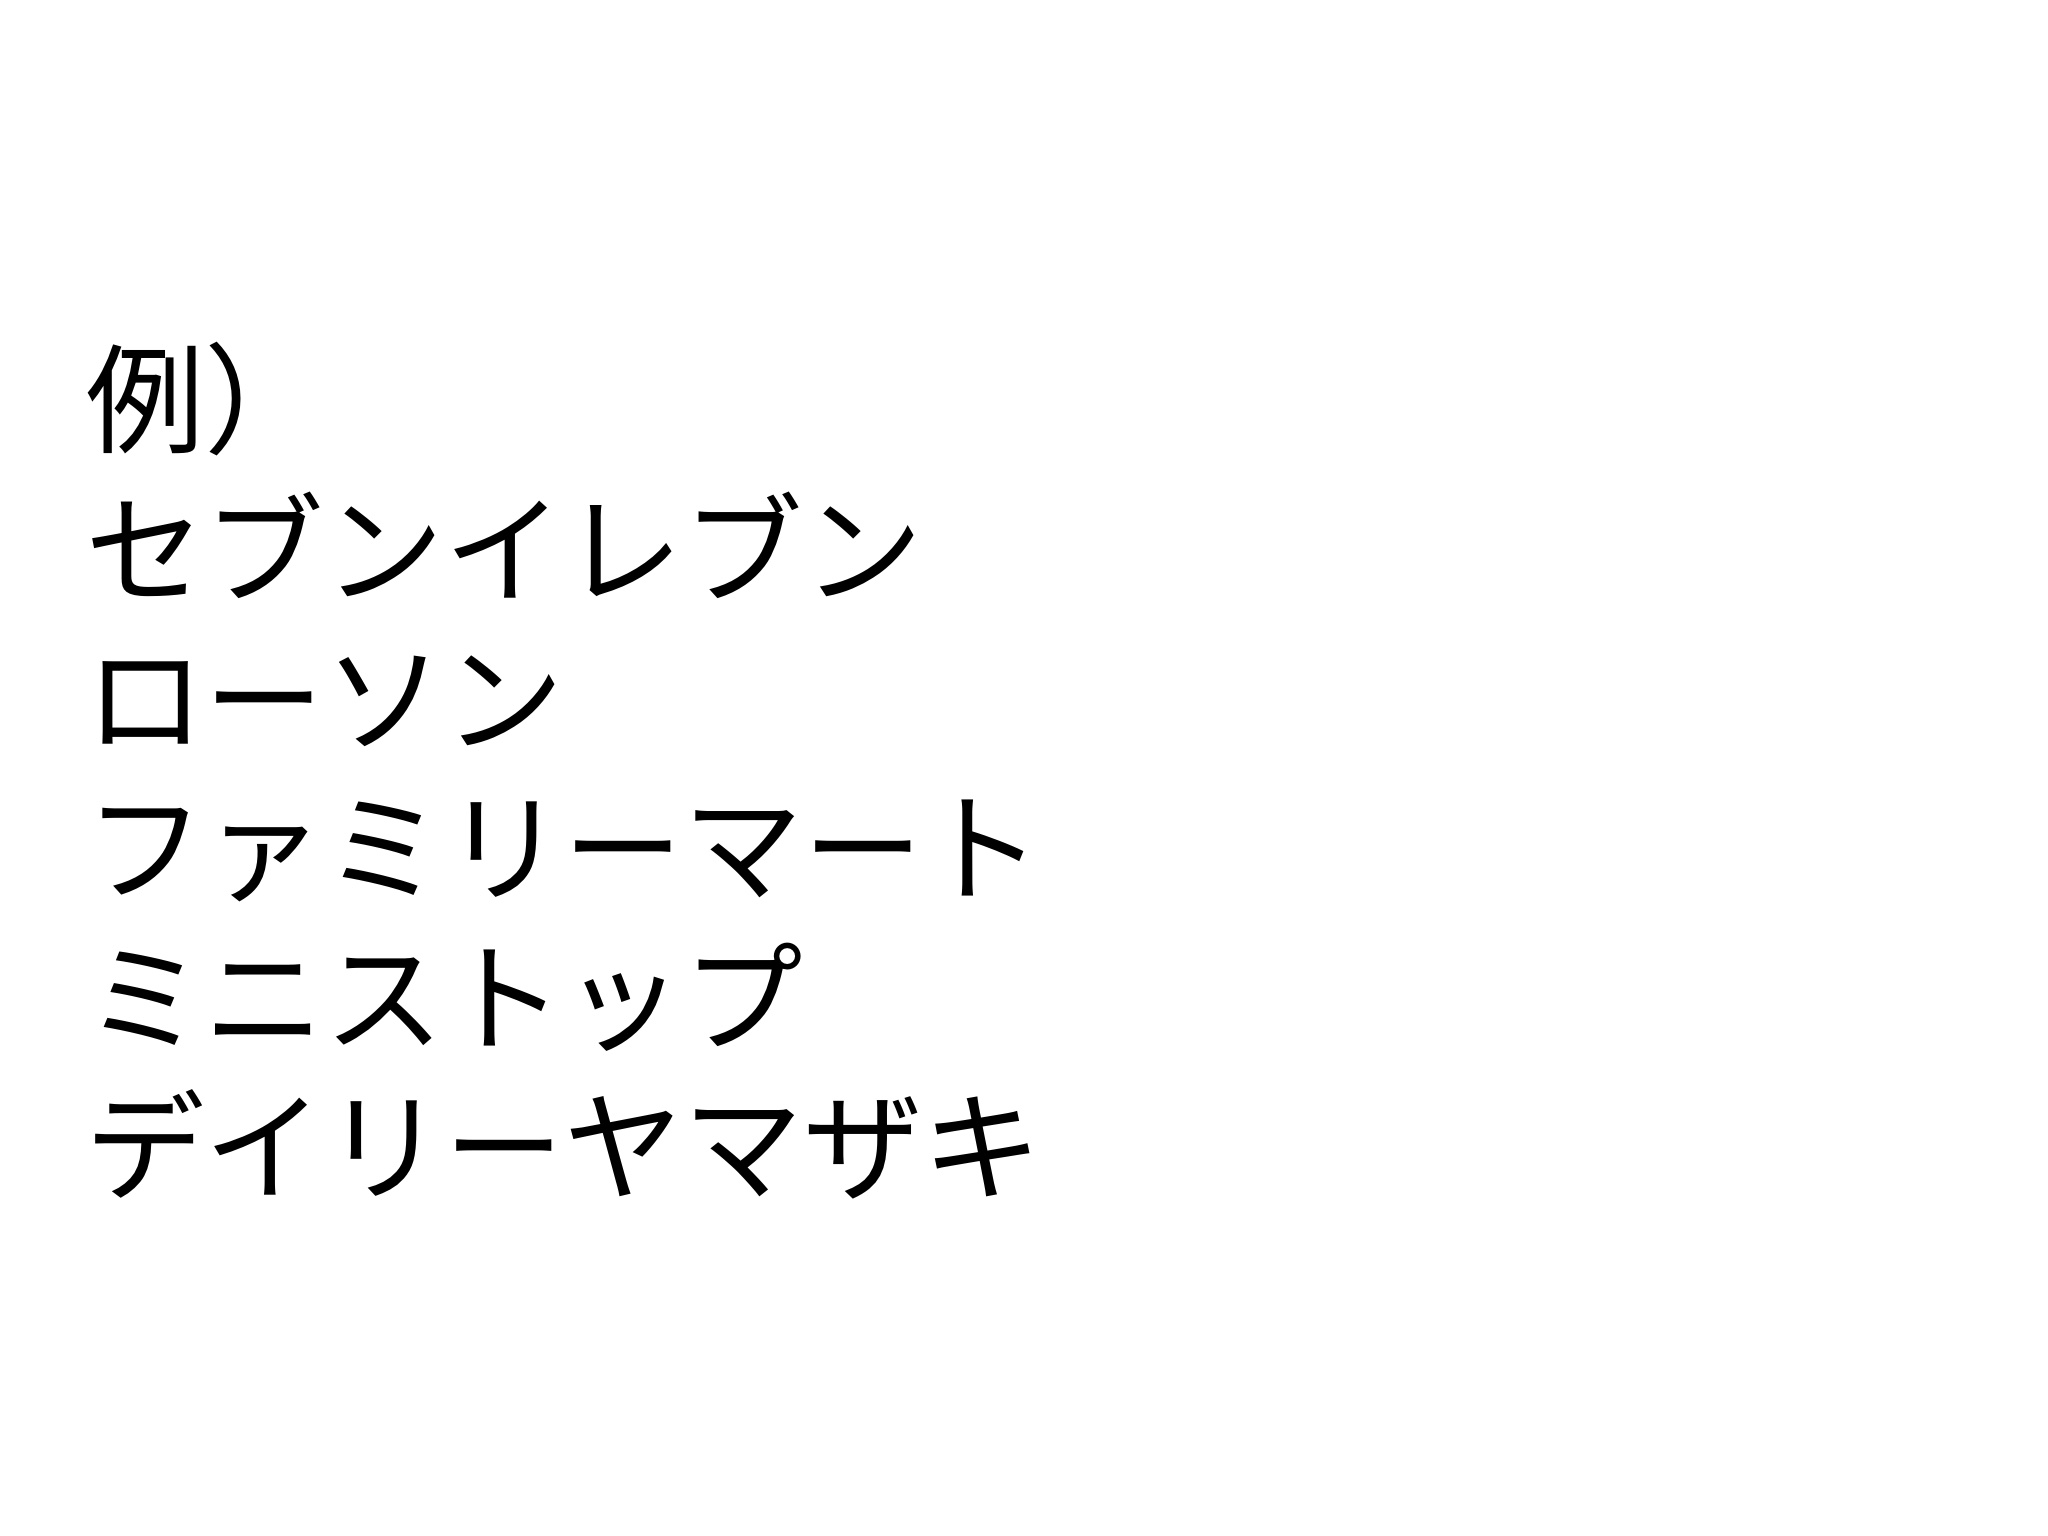 例）
セブンイレブン
ローソン
ファミリーマート
ミニストップ
デイリーヤマザキ